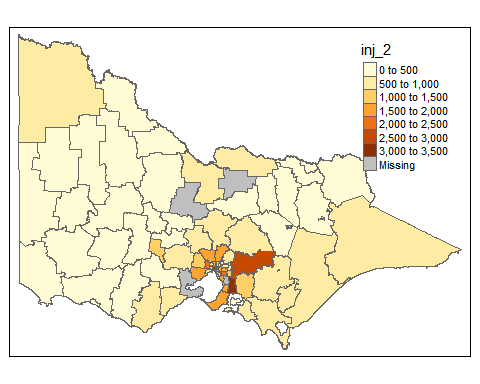 inj_2
0 to 500
500 to 1,000
1,000 to 1,500
1,500 to 2,000
2,000 to 2,500
2,500 to 3,000
3,000 to 3,500
Missing